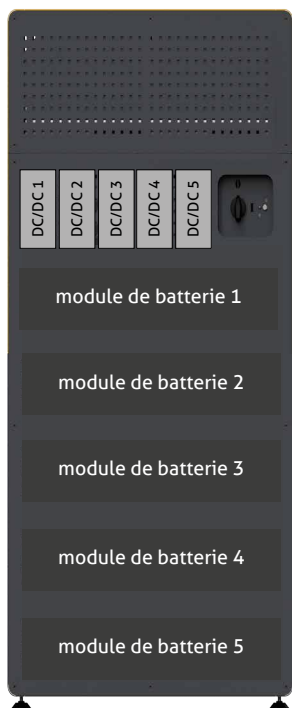 DC/DC 1
DC/DC 2
DC/DC 3
DC/DC 4
DC/DC 5
module de batterie 1
module de batterie 2
module de batterie 3
module de batterie 4
module de batterie 5